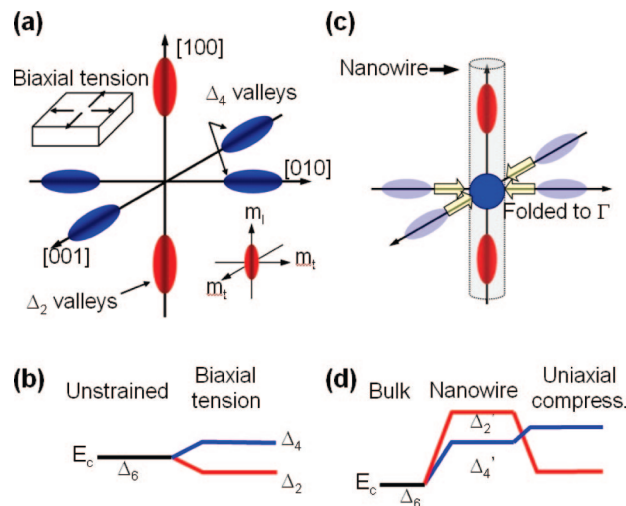 (a)
[100]
Biaxial tension
Δ4 valleys
[010]
[001]
ml
mt
mt
Δ2 valleys
(c)
Nanowire
Folded to Γ
(b)
Unstrained
Biaxial
tension
Ec
Δ6
Δ4
Δ2
(d)
Bulk
Nanowire
Uniaxial
compress.
Δ2'
Δ4'
Ec
Δ6